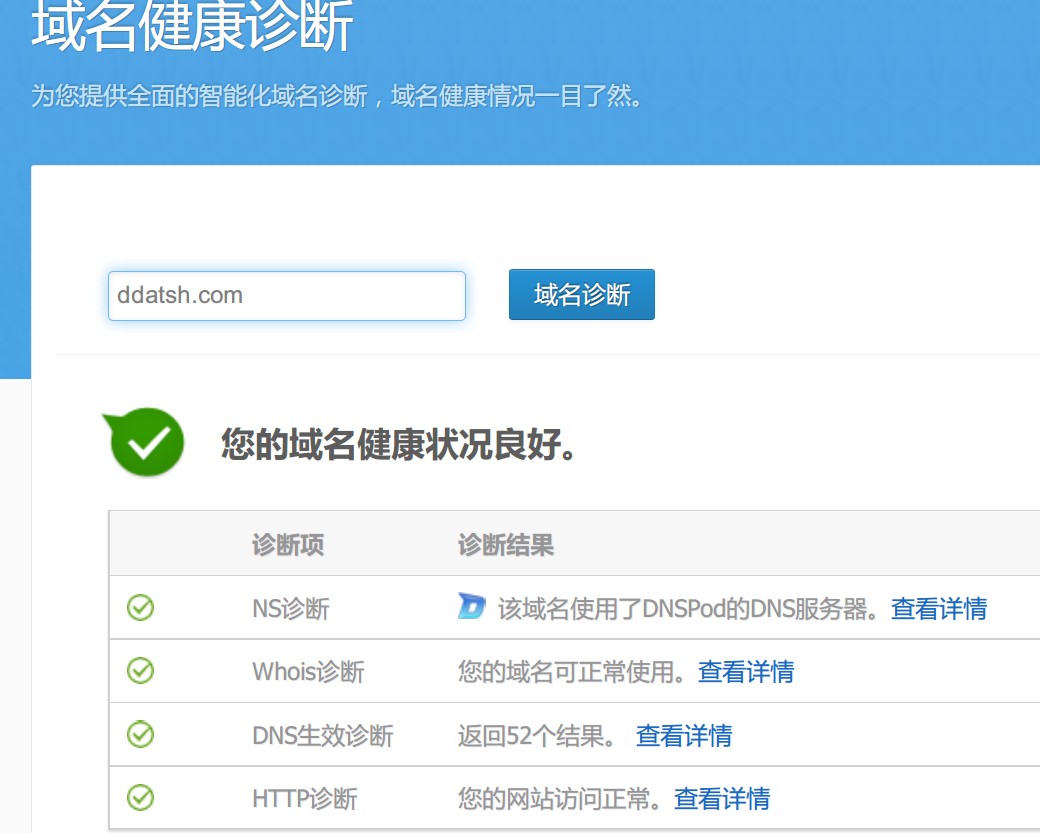 域名健康诊断
为您提供全面的智能化域名诊断，域名健康情况一目了然。
ddatsh.com 域名诊断
您的域名健康状况良好。
诊断项 诊断结果
NS诊断 该域名使用了DNSPod的DNS服务器。查看详情
Whois诊断 您的域名可正常使用。查看详情
DNS生效诊断 返回52个结果。 查看详情
HTTP诊断 您的网站访问正常。查看详情